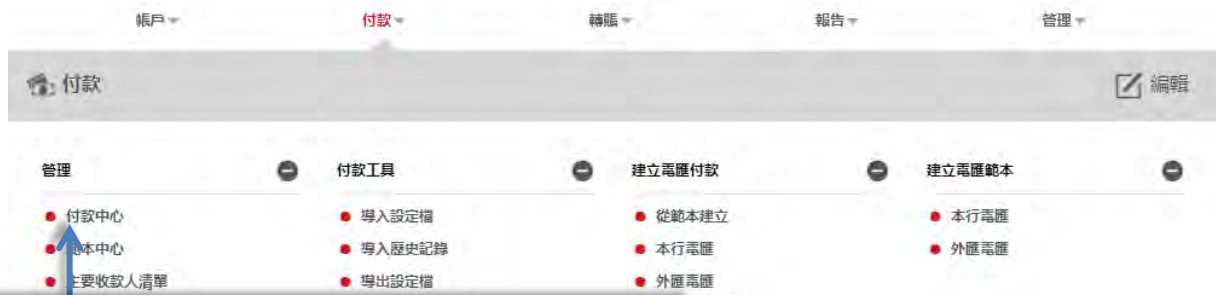 帳戶
付款
轉賬
報告
管理
付款
編輯
管理
付款工具
建立電匯付款
建立電匯範本
付款中心
導入設定檔
從範本建立
本行電匯
範本中心
導入歷史記錄
本行電匯
外匯電匯
主要收款人清單
導出設定檔
外匯電匯